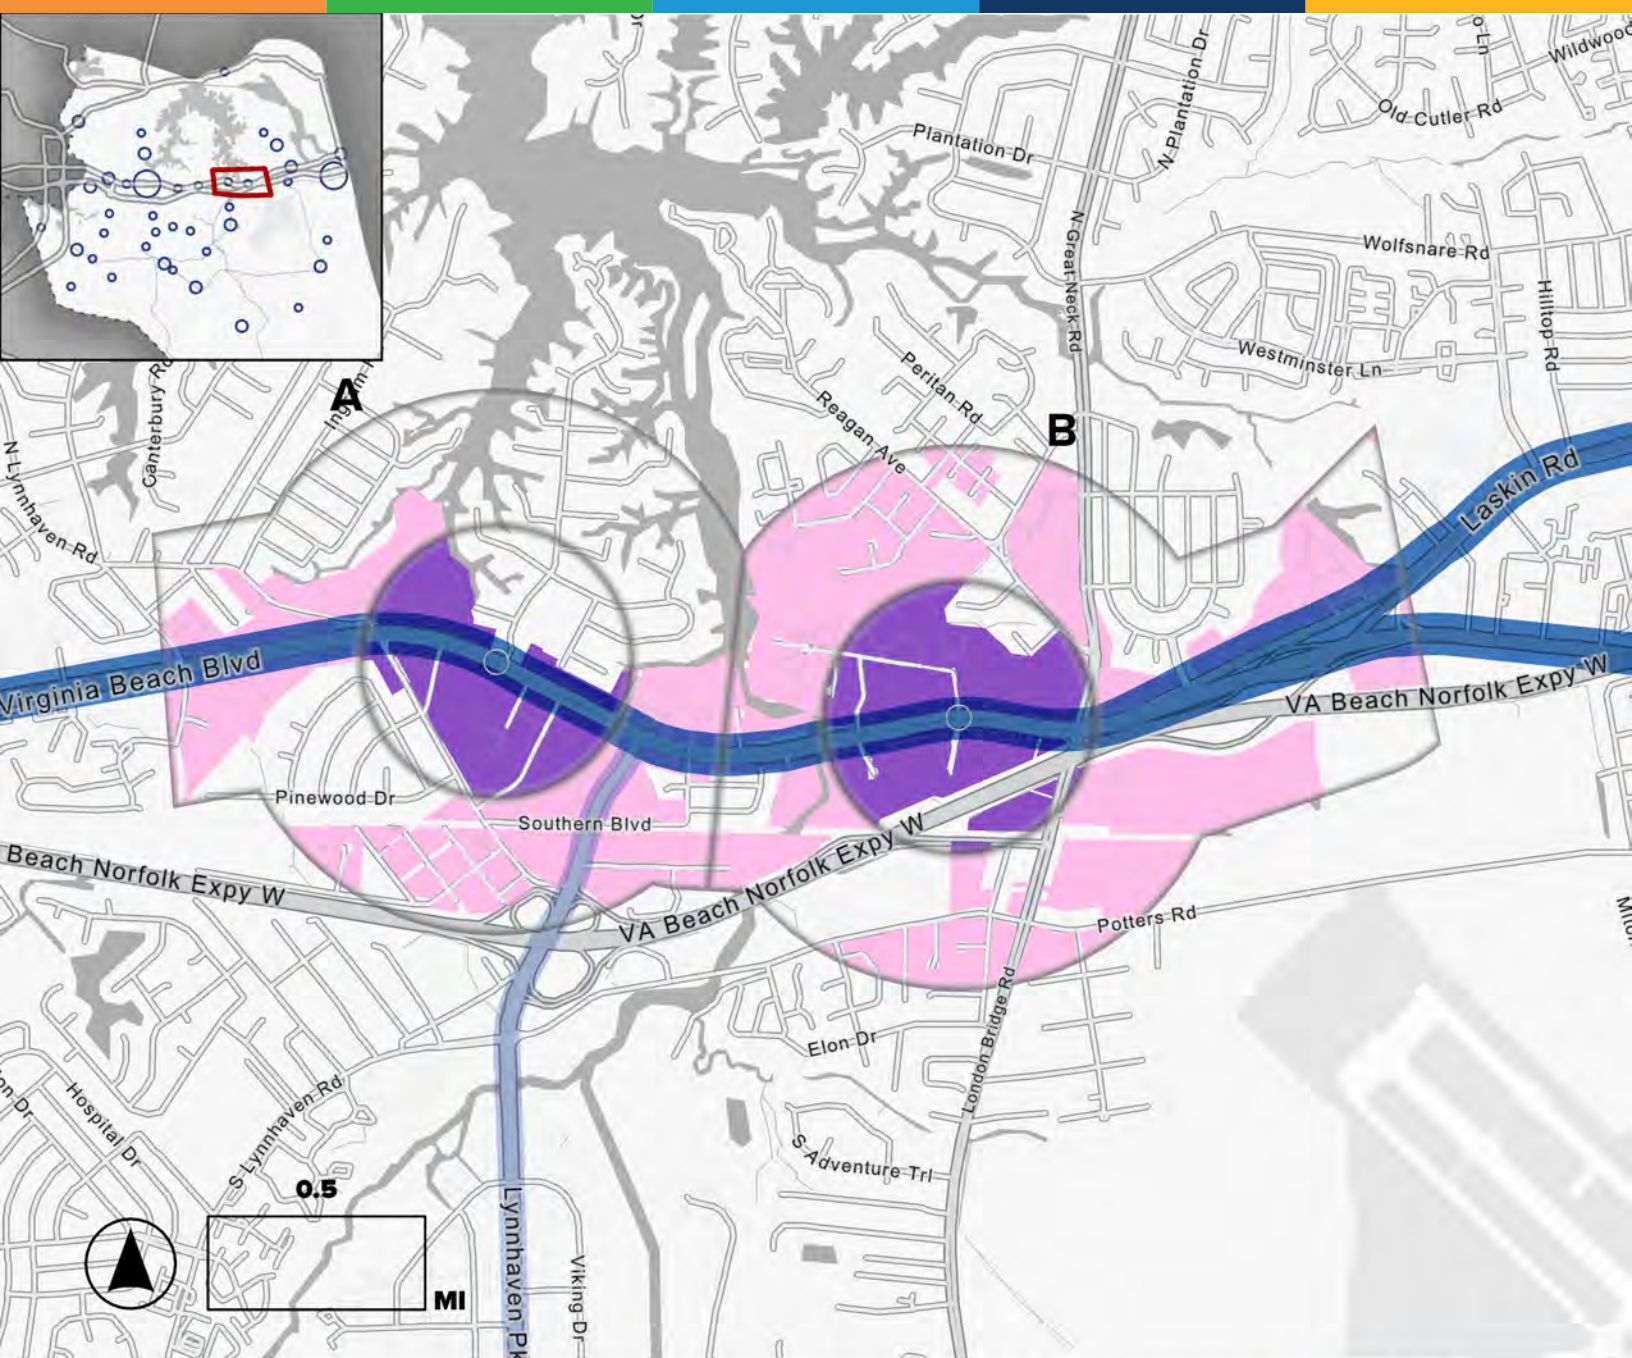 Plantation Dr
N Plantation Dr
Old Cutler Rd
Wolfsnare Rd
N Great Neck Rd
Hilltop Rd
Westminster Ln
Canterbury Rd
A
Peritan Rd
Reagan Ave
B
N Lynnhaven Rd
Laskin Rd
Virginia Beach Blvd
VA Beach Norfolk Expy W
Pinewood Dr
Southern Blvd
Beach Norfolk Expy W
VA Beach Norfolk Expy W
Potters Rd
Elon Dr
London Bridge Rd
Hospital Dr
S Lynnhaven Rd
S Adventure Trl
0.5
MI
Lynnhaven
Viking Dr